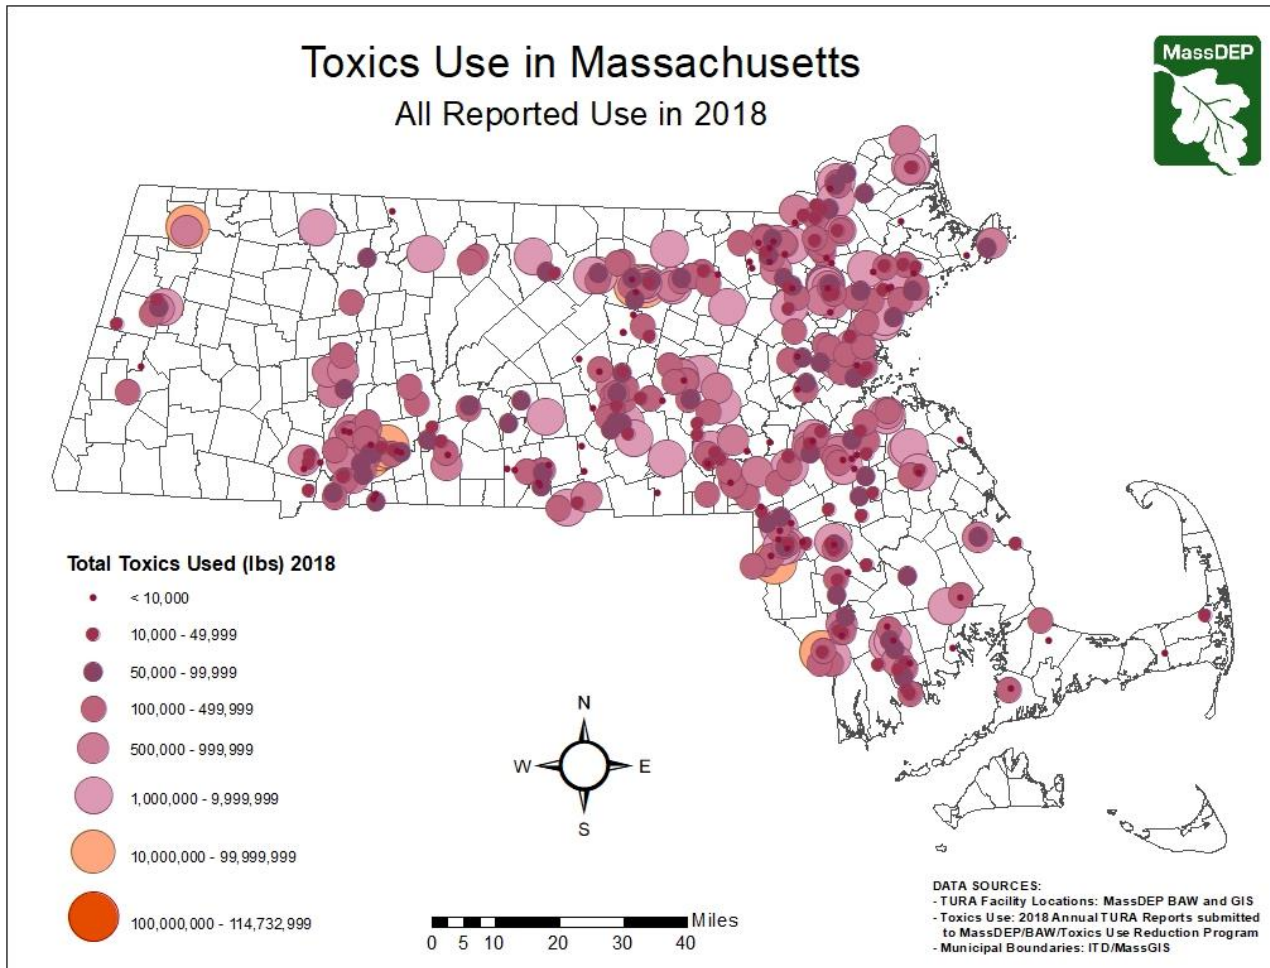 Toxics Use in Massachusetts
All Reported Use in 2018
MassDEP
Total Toxics Used (lbs) 2018
< 10,000
10,000 - 49,999
50,000 - 99,999
100,000 - 499,999
500,000 - 999,999
1,000,000 - 9,999,999
10,000,000 - 99,999,999
100,000,000 - 114,732,999
N
W E
S
Miles
0 5 10 20 30 40
DATA SOURCES:
- TURA Facility Locations: MassDEP BAW and GIS
- Toxics Use: 2018 Annual TURA Reports submitted
to MassDEP/BAW/Toxics Use Reduction Program
- Municipal Boundaries: ITD/MassGIS